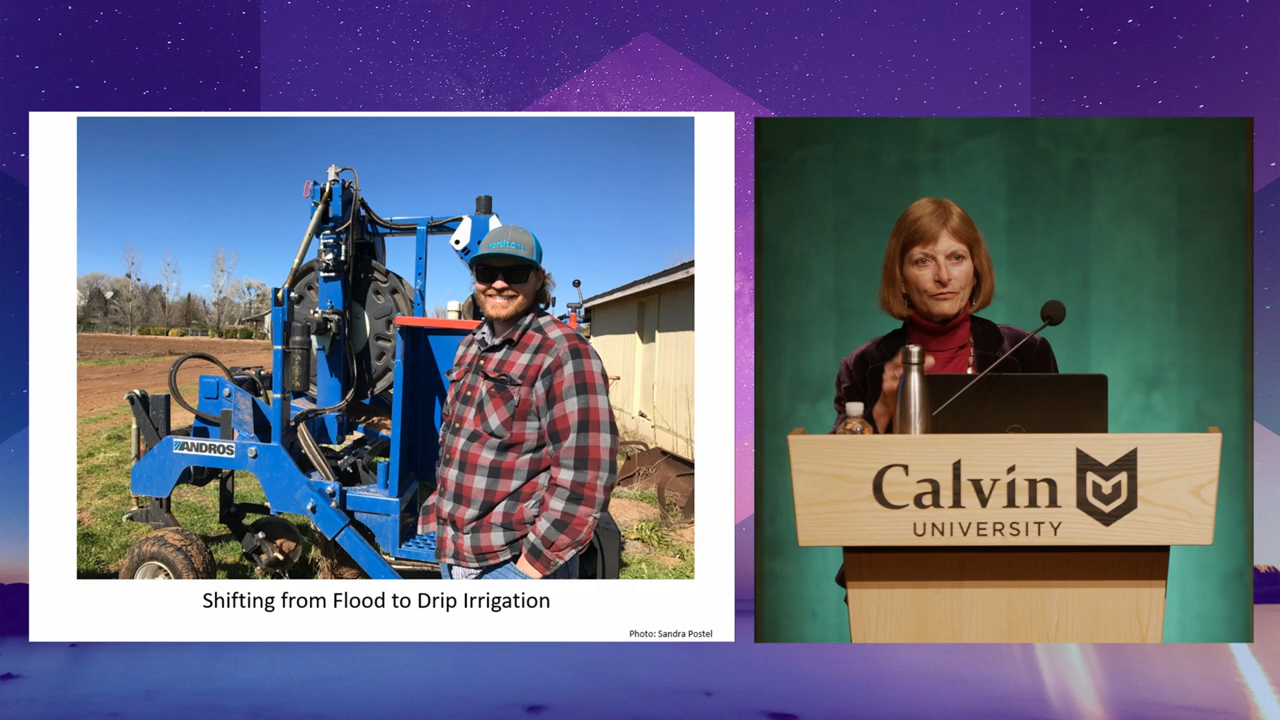 ANDROS
Shifting from Flood to Drip Irrigation
Photo: Sandra Postel
Calvin
UNIVERSITY